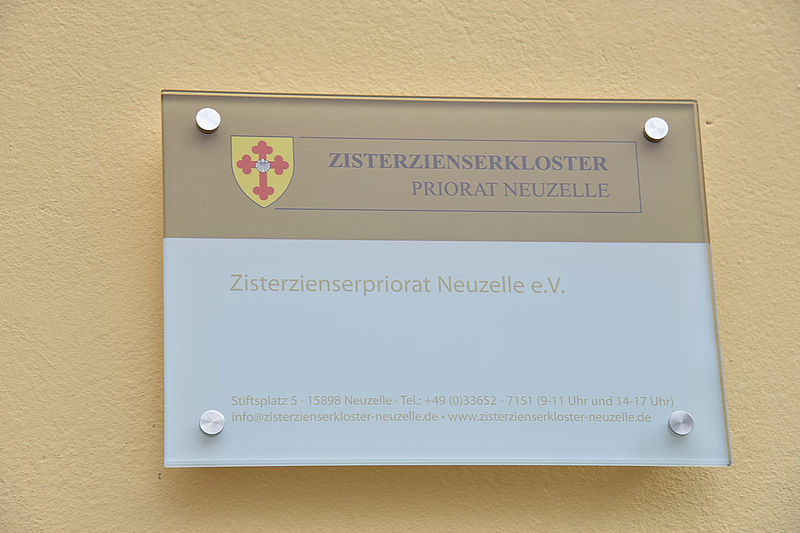 ZISTERZIENSERKLOSTER
PRIORAT NEUZELLE
Zisterzienserpriorat Neuzelle e.V.
Stiftsplatz 5 · 15898 Neuzelle · Tel.: +49 (0)33652 - 7151 (9-11 Uhr und 14-17 Uhr)
info@zisterzienserkloster-neuzelle.de · www.zisterzienserkloster-neuzelle.de